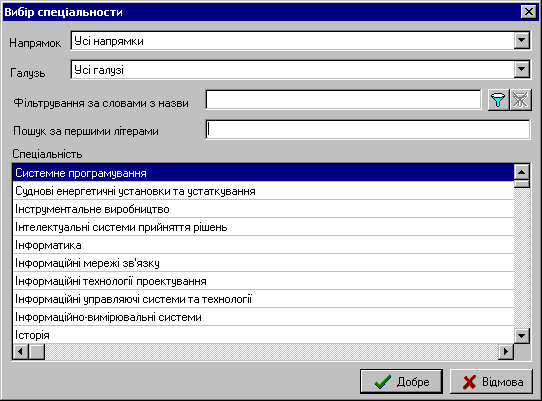 Вибір спеціальности
Напрямок Усі напрямки
Галузь Усі галузі
Фільтрування за словами з назви
Пошук за першими літерами
Спеціальність
Системне програмування
Суднові енергетичні установки та устаткування
Інструментальне виробництво
Інтелектуальні системи прийняття рішень
Інформатика
Інформаційні мережі зв'язку
Інформаційні технології проектування
Інформаційні управляючі системи та технології
Інформаційно-вимірювальні системи
Історія
Добре Відмова